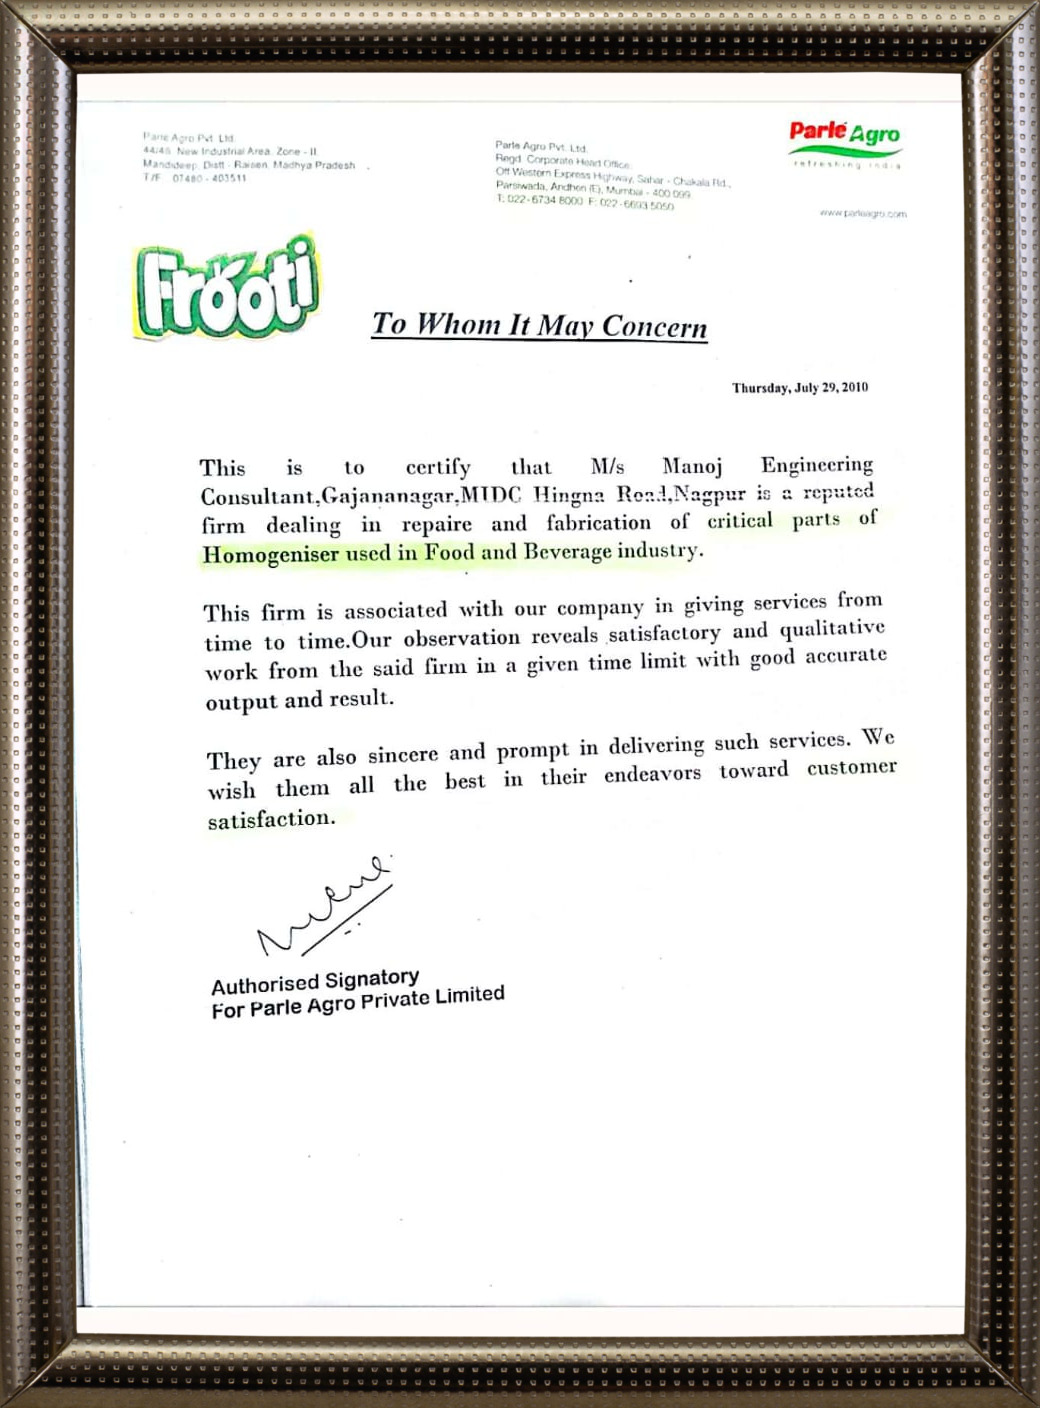 Parle Agro Pvt. Ltd.
44/45 New Industrial Area, Zone - II
Mandideep, Distt - Raisen, Madhya Pradesh
T/F 07480 - 403511
Parle Agro Pvt. Ltd.
Regd. Corporate Head Office
Off Western Express Highway, Sahar - Chakala Rd.,
Parsiwada, Andheri (E), Mumbai - 400 099.
T: 022-6734 8000 F: 022-6693 5050
Parle Agro
refreshing india
www.parleagro.com
Frooti
To Whom It May Concern
Thursday, July 29, 2010
This is to certify that M/s Manoj Engineering
Consultant,Gajananagar,MIDC Hingna Road,Nagpur is a reputed
firm dealing in repaire and fabrication of critical parts of
Homogeniser used in Food and Beverage industry.
This firm is associated with our company in giving services from
time to time.Our observation reveals satisfactory and qualitative
work from the said firm in a given time limit with good accurate
output and result.
They are also sincere and prompt in delivering such services. We
wish them all the best in their endeavors toward customer
satisfaction.
Authorised Signatory
For Parle Agro Private Limited